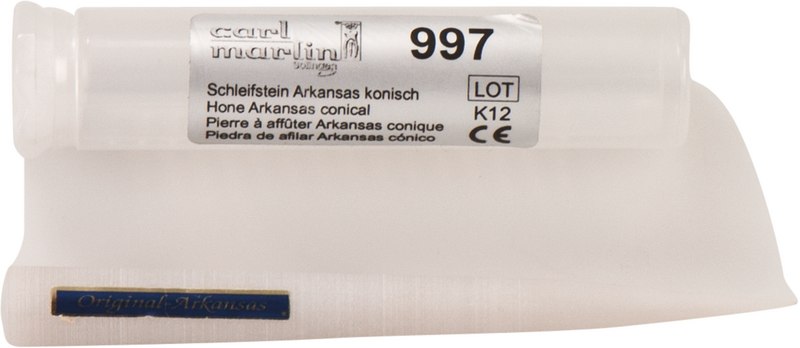 carl
martin
solingen
997
Schleifstein Arkansas konisch
Hone Arkansas conical
Pierre à affûter Arkansas conique
Piedra de afilar Arkansas cónico
LOT
K12
CE
Original-Arkansas